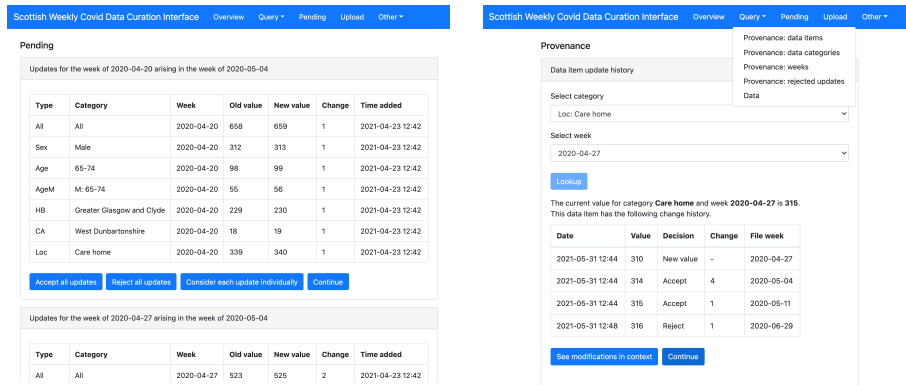 Scottish Weekly Covid Data Curation Interface Overview Query Pending Upload Other
Pending
Updates for the week of 2020-04-20 arising in the week of 2020-05-04
Type Category Week Old value New value Change Time added
All All 2020-04-20 658 659 1 2021-04-23 12:42
Sex Male 2020-04-20 312 313 1 2021-04-23 12:42
Age 65-74 2020-04-20 98 99 1 2021-04-23 12:42
AgeM M: 65-74 2020-04-20 55 56 1 2021-04-23 12:42
HB Greater Glasgow and Clyde 2020-04-20 229 230 1 2021-04-23 12:42
CA West Dunbartonshire 2020-04-20 18 19 1 2021-04-23 12:42
Loc Care home 2020-04-20 339 340 1 2021-04-23 12:42
Accept all updates Reject all updates Consider each update individually Continue
Updates for the week of 2020-04-27 arising in the week of 2020-05-04
Type Category Week Old value New value Change Time added
All All 2020-04-27 523 525 2 2021-04-23 12:42
Scottish Weekly Covid Data Curation Interface Overview Query Pending Upload Other
Provenance: data items
Provenance: data categories
Provenance: weeks
Provenance: rejected updates
Data
Provenance
Data item update history
Select category
Loc: Care home
Select week
2020-04-27
Lookup
The current value for category Care home and week 2020-04-27 is 315.
This data item has the following change history.
Date Value Decision Change File week
2021-05-31 12:44 310 New value - 2020-04-27
2021-05-31 12:44 314 Accept 4 2020-05-04
2021-05-31 12:44 315 Accept 1 2020-05-11
2021-05-31 12:48 316 Reject 1 2020-06-29
See modifications in context Continue